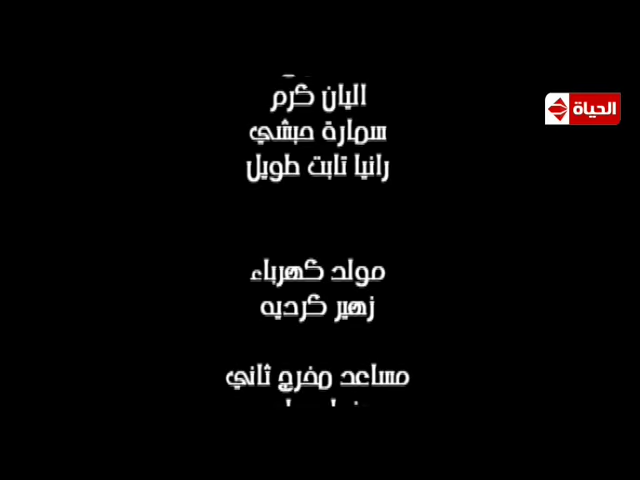 اليان كرم
الحياة
سمارة حبشي
رانيا تابت طويل
مولد كهرباء
زهير كرديه
مساعد مخرج ثاني